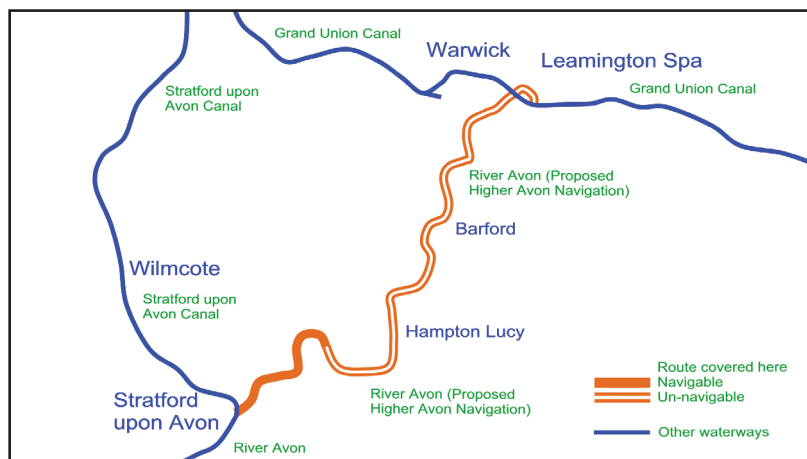 Grand Union Canal
Warwick
Leamington Spa
Grand Union Canal
Stratford upon
Avon Canal
River Avon (Proposed
Higher Avon Navigation)
Barford
Wilmcote
Stratford upon
Avon Canal
Hampton Lucy
Stratford
upon Avon
River Avon (Proposed
Higher Avon Navigation)
River Avon
Route covered here
Navigable
Un-navigable
Other waterways